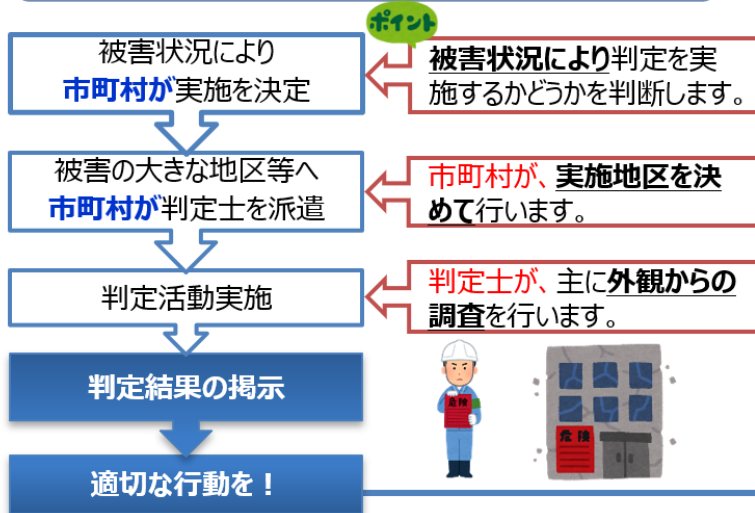 ポイント
被害状況により
市町村が実施を決定
被害状況により判定を実
施するかどうかを判断します。
被害の大きな地区等へ
市町村が判定士を派遣
市町村が、実施地区を決
めて行います。
判定活動実施
判定士が、主に外観からの
調査を行います。
判定結果の掲示
危険
危険
適切な行動を！